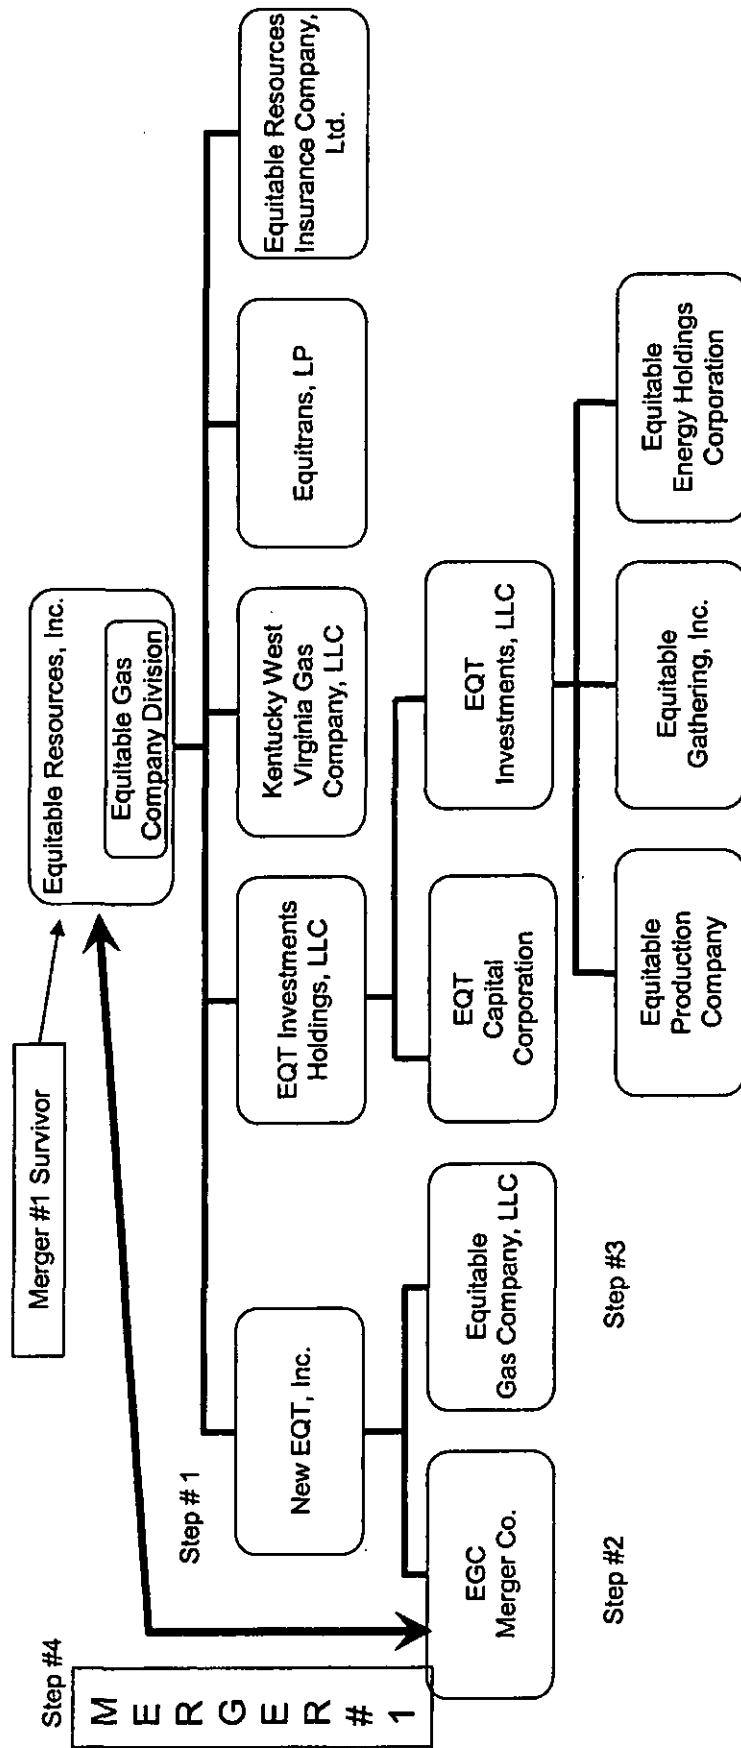 Step #4
M
E
R
G
E
R
#
1
Merger #1 Survivor
Equitable Resources, Inc.
Equitable Gas
Company Division
Step # 1
New EQT, Inc.
EQT Investments
Holdings, LLC
Kentucky West
Virginia Gas
Company, LLC
Equitrans, LP
Equitable Resources
Insurance Company,
Ltd.
EGC
Merger Co.
Equitable
Gas Company, LLC
EQT
Capital
Corporation
EQT
Investments, LLC
Step #2
Step #3
Equitable
Production
Company
Equitable
Gathering, Inc.
Equitable
Energy Holdings
Corporation